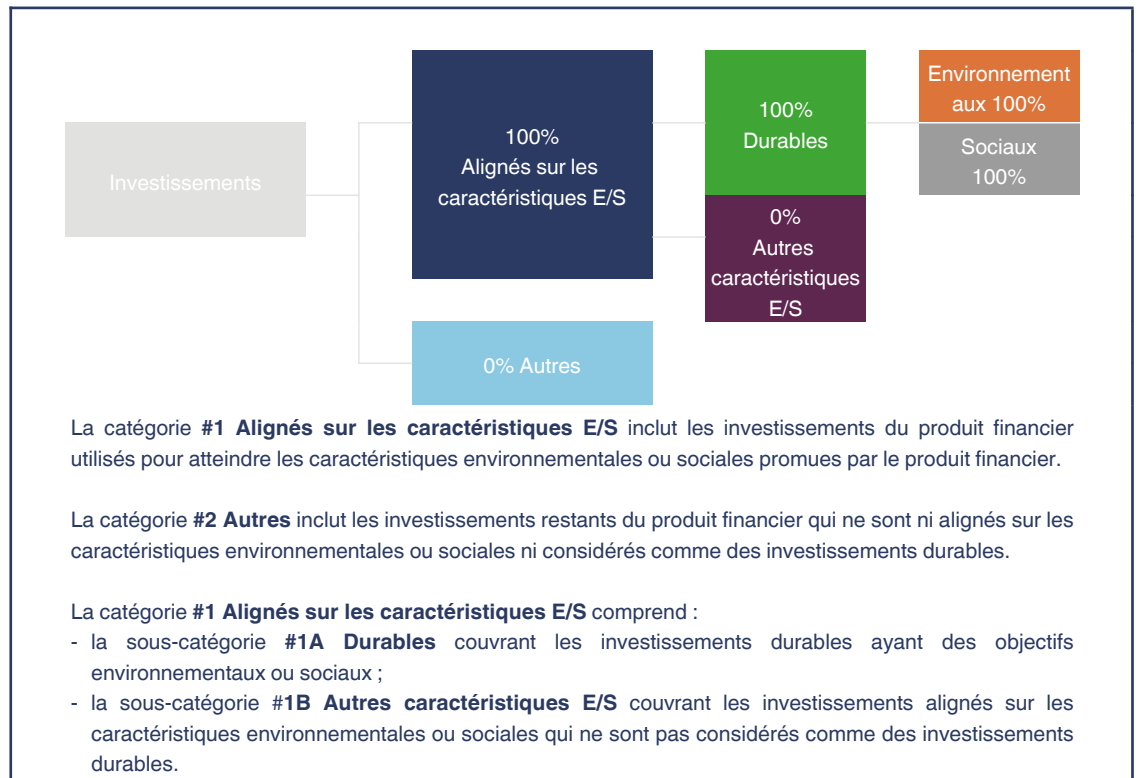 Investissements
100%
Alignés sur les
caractéristiques E/S
0% Autres
100%
Durables
0%
Autres
caractéristiques
E/S
Environnement
aux 100%
Sociaux
100%
La catégorie #1 Alignés sur les caractéristiques E/S inclut les investissements du produit financier
utilisés pour atteindre les caractéristiques environnementales ou sociales promues par le produit financier.
La catégorie #2 Autres inclut les investissements restants du produit financier qui ne sont ni alignés sur les
caractéristiques environnementales ou sociales ni considérés comme des investissements durables.
La catégorie #1 Alignés sur les caractéristiques E/S comprend :
- la sous-catégorie #1A Durables couvrant les investissements durables ayant des objectifs
environnementaux ou sociaux ;
- la sous-catégorie #1B Autres caractéristiques E/S couvrant les investissements alignés sur les
caractéristiques environnementales ou sociales qui ne sont pas considérés comme des investissements
durables.